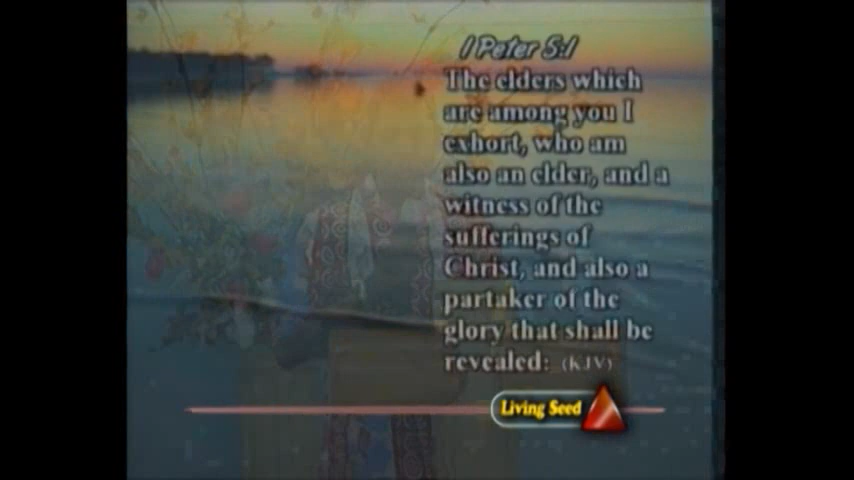 1 Peter 5:1
The elders which
are among you I
exhort, who am
also an elder, and a
witness of the
sufferings of
Christ, and also a
partaker of the
glory that shall be
revealed: (KJV)
Living Seed